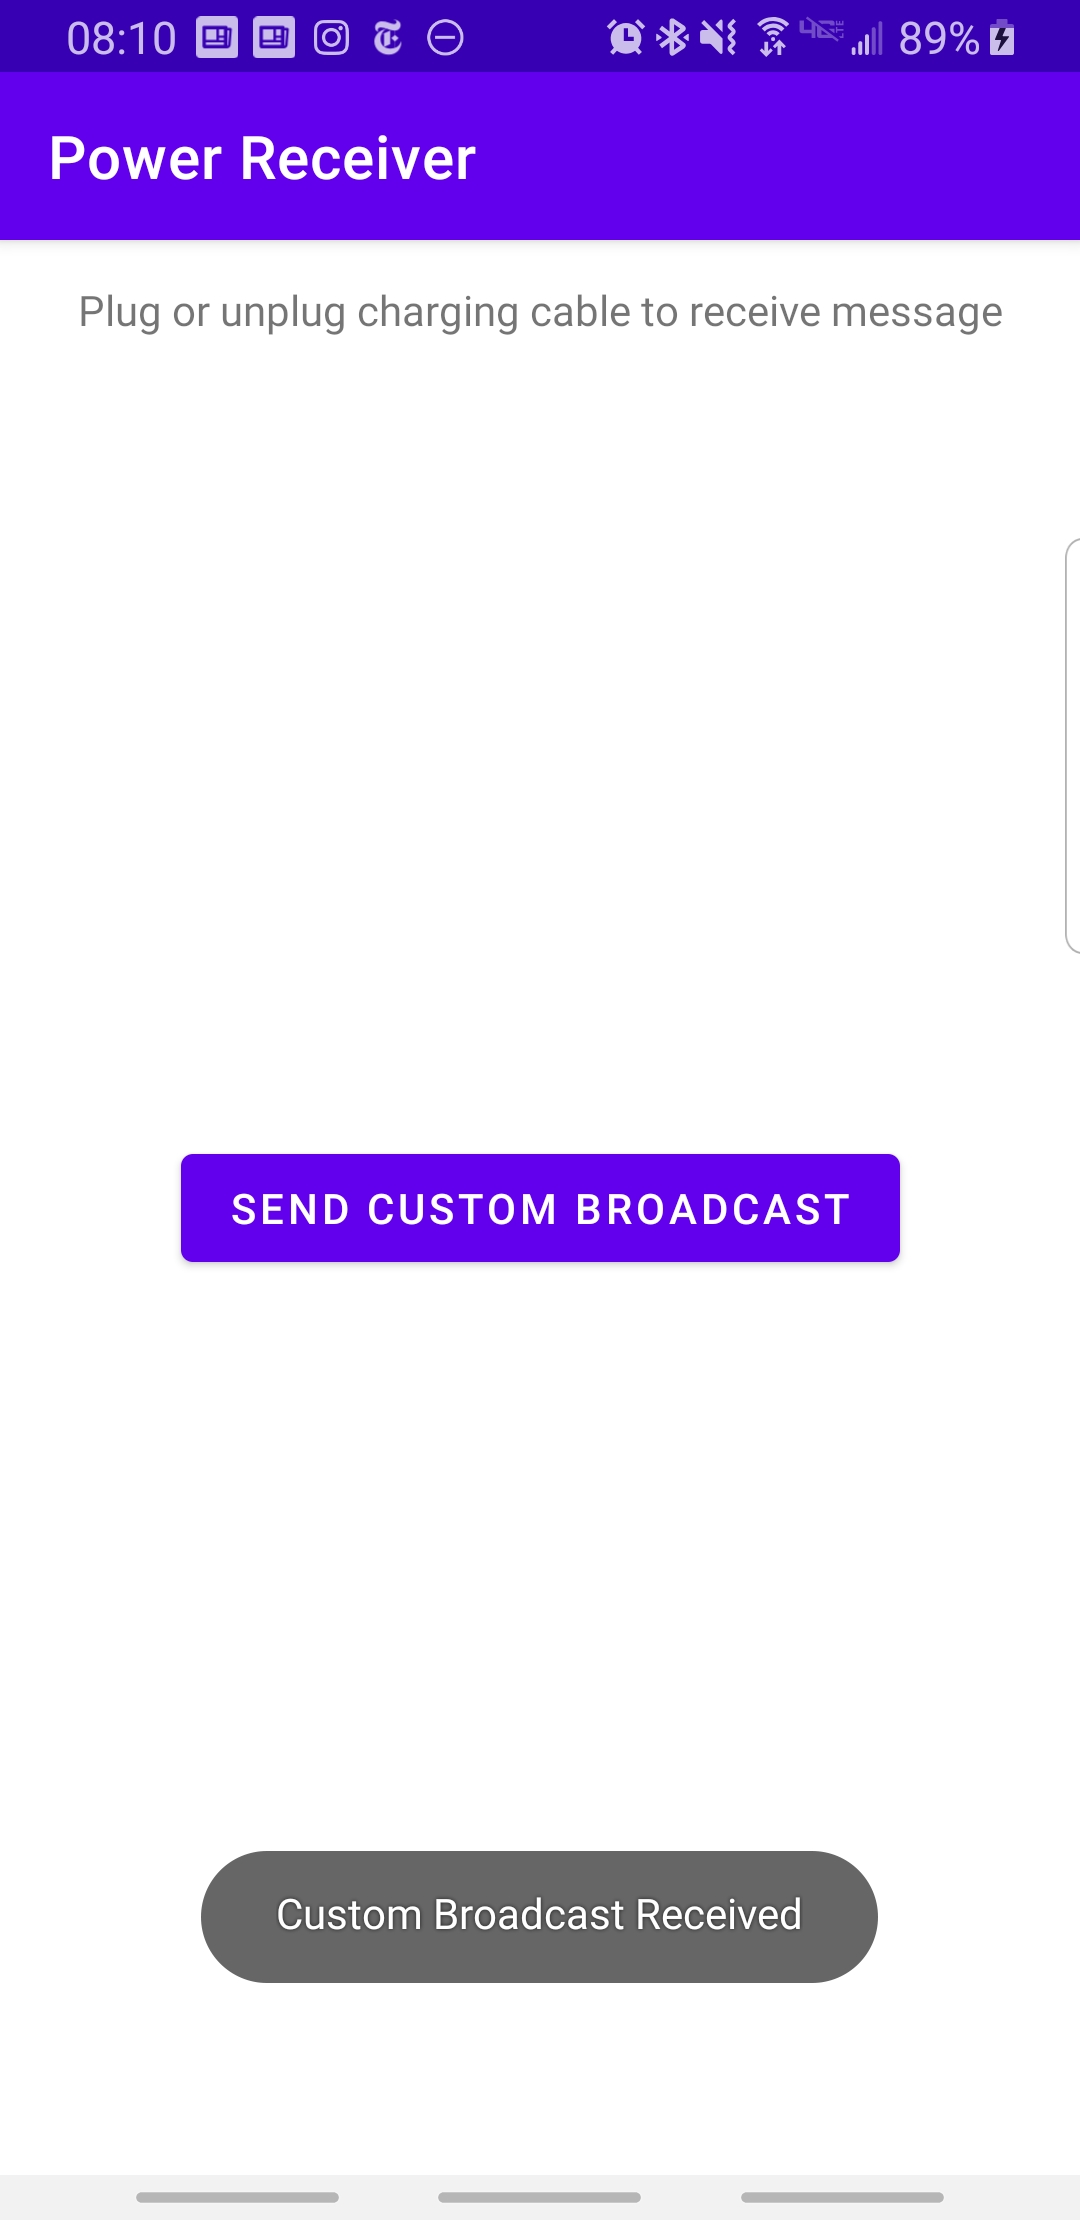 08:10 89%
Power Receiver
Plug or unplug charging cable to receive message
SEND CUSTOM BROADCAST
Custom Broadcast Received